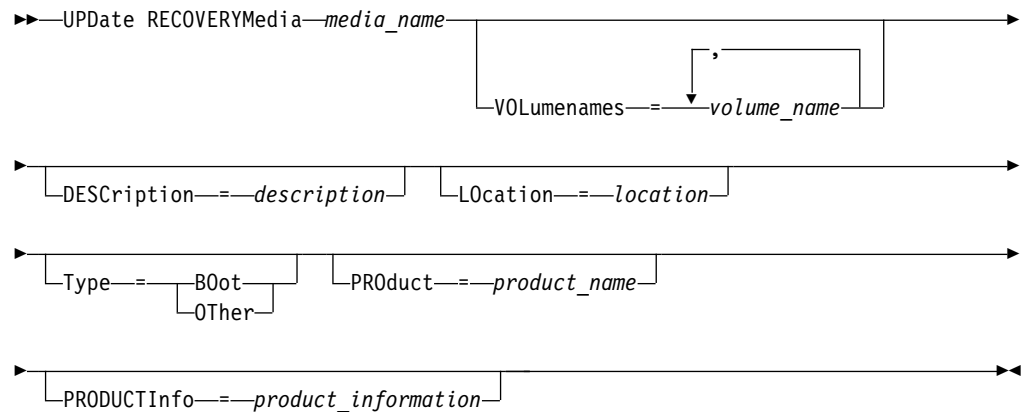 UPDate RECOVERYMedia media_name
,
VOLumenames = volume_name
DESCription = description LOcation = location
Type = BOot PROduct = product_name
OTher
PRODUCTInfo = product_information